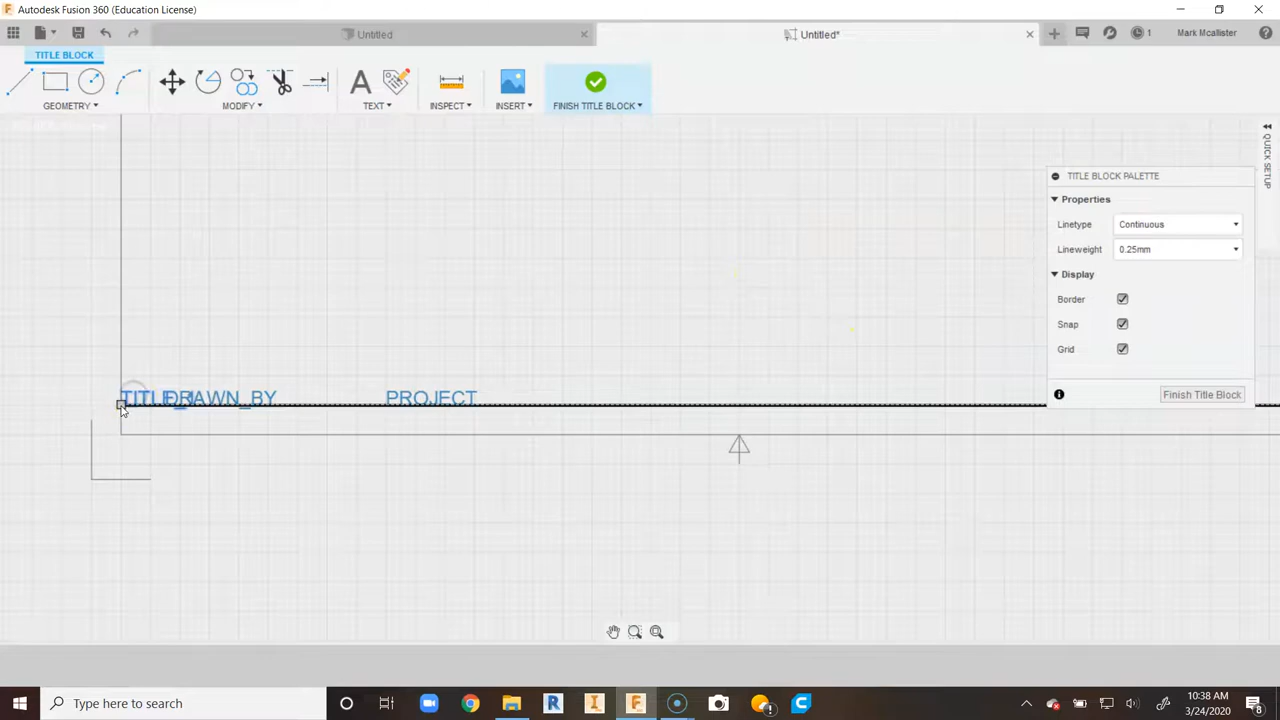 Autodesk Fusion 360 (Education License)
Untitled
Untitled*
1
Mark Mcallister
TITLE BLOCK
GEOMETRY
MODIFY
TEXT
INSPECT
INSERT
FINISH TITLE BLOCK
QUICK SETUP
TITLE BLOCK PALETTE
Properties
Linetype Continuous
Lineweight 0.25mm
Display
Border
Snap
Grid
Finish Title Block
DRAWN_BY PROJECT
Type here to search
10:38 AM
3/24/2020
8